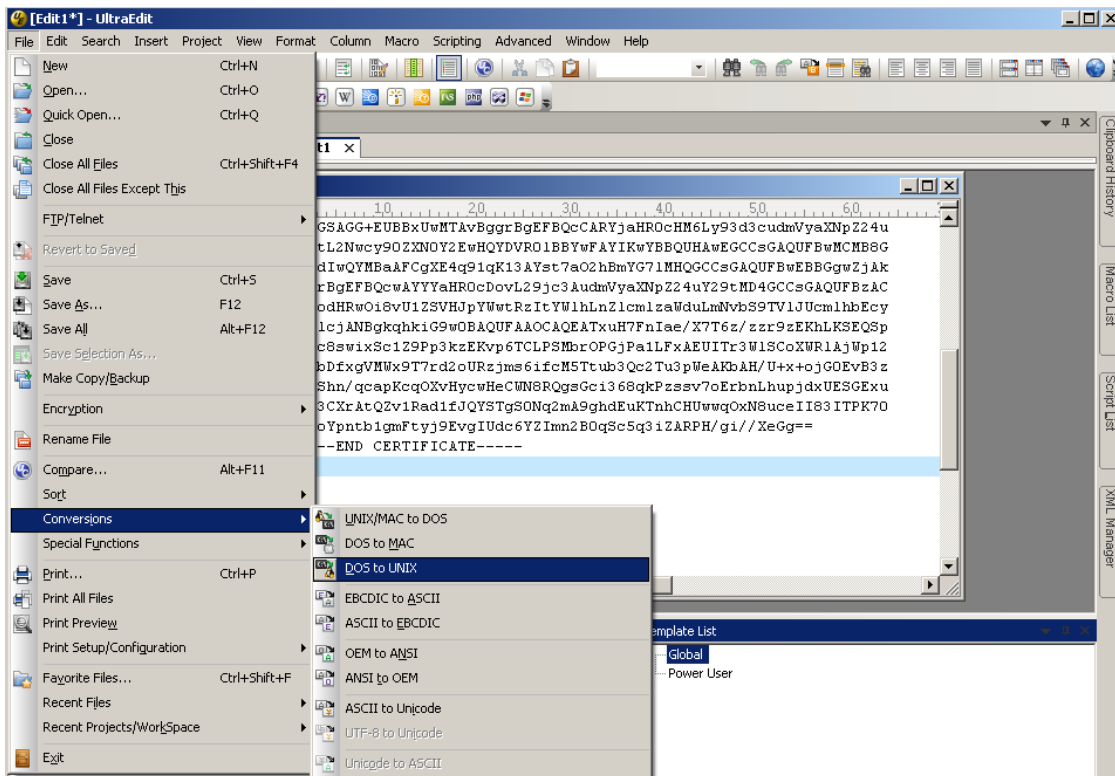 [Edit1*] - UltraEdit
File Edit Search Insert Project View Format Column Macro Scripting Advanced Window Help
New Ctrl+N
Open... Ctrl+O
Quick Open... Ctrl+Q
Close
Close All Files Ctrl+Shift+F4
Close All Files Except This
FTP/Telnet
Revert to Saved
Save Ctrl+S
Save As... F12
Save All Alt+F12
Save Selection As...
Make Copy/Backup
Encryption
Rename File
Compare... Alt+F11
Sort
Conversions
Special Functions
Print... Ctrl+P
Print All Files
Print Preview
Print Setup/Configuration
Favorite Files... Ctrl+Shift+F
Recent Files
Recent Projects/WorkSpace
Exit
UNIX/MAC to DOS
DOS to MAC
DOS to UNIX
EBCDIC to ASCII
ASCII to EBCDIC
OEM to ANSI
ANSI to OEM
ASCII to Unicode
UTF-8 to Unicode
Unicode to ASCII
t1
10 20 30 40 50 60
GSAGG+EUBBxUwMTAvBggrBgEFBQcCARYjaHR0cHM6Ly93d3cudmVyaXNpZ24u
tL2Nwcy90ZXN0Y2EwHQYDVR0lBBYwFAYIKwYBBQUHAwEGCCsGAQUFBwMCMB8G
dIwQYMBaAFCgXE4q91qK13AYst7aO2hBmYG7lMHQGCCsGAQUFBwEBBGgwZjAk
rBgEFBQcwAYYYaHR0cDovL29jc3AudmVyaXNpZ24uY29tMD4GCCsGAQUFBzAC
odHRwOi8vU1ZSVHJpYWwtRzItYWlhLnZlcmlzaWduLmNvbS9TVlJUcmlhbEcy
lcjANBgkqhkiG9w0BAQUFAAOCAQEATxuH7FnIae/X7T6z/zzr9zEKhLKSEQSp
c8swixSc1Z9Pp3kzEKvp6TCLPSMbrOPGjPa1LFxAEUITr3W1SCoXWR1AjWp12
bDfxgVMWx9T7rd2oURzjms6ifcM5Ttub3Qc2Tu3pWeAKbAH/U+x+ojG0EvB3z
Shn/qcapKcqOXvHycwHeCWN8RQgsGci368qkPzssv7oErbnLhupjdxUESGExu
3CXrAtQZv1Rad1fJQYSTgS0Nq2mA9ghdEuKTnhCHUwwqOxN8uceII83ITPK70
oYpntb1gmFtyj9EvgIUdc6YZImn2BOqSc5q3iZARPH/gi//XeGg==
--END CERTIFICATE-----
Template List
Global
Power User
Clipboard History
Macro List
Script List
XML Manager